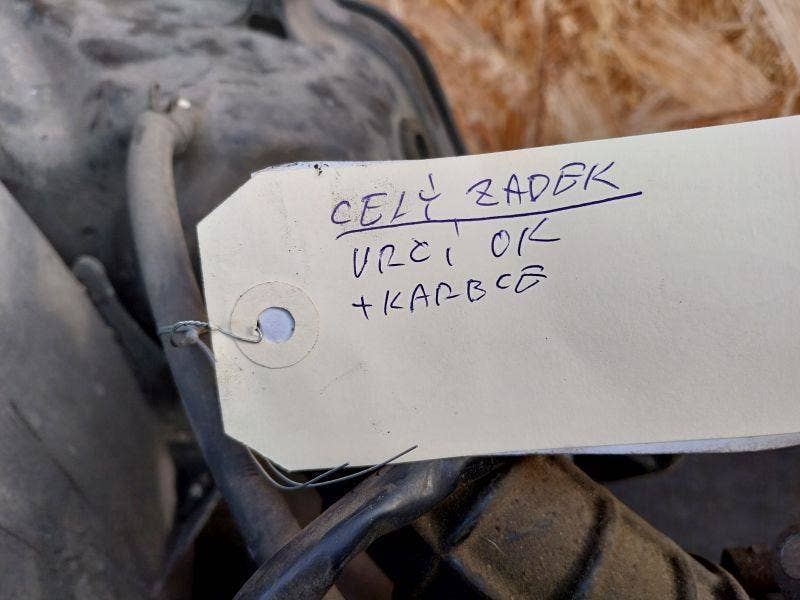 CELÝ ZADEK
VRČÍ OK
+KARBCE